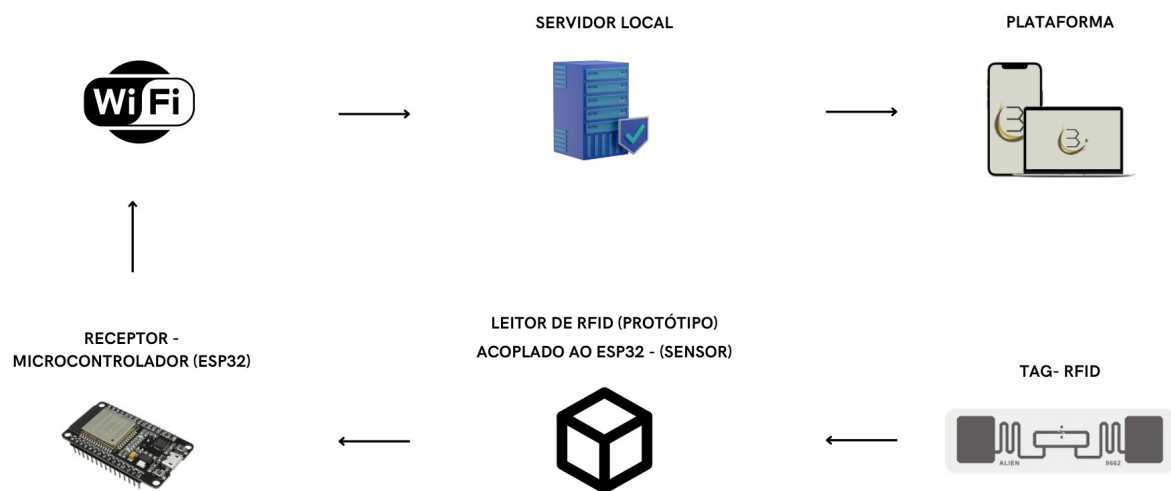 SERVIDOR LOCAL
PLATAFORMA
WiFi
RECEPTOR -
MICROCONTROLADOR (ESP32)
LEITOR DE RFID (PROTÓTIPO)
ACOPLADO AO ESP32 - (SENSOR)
TAG- RFID
ALIEN 9662